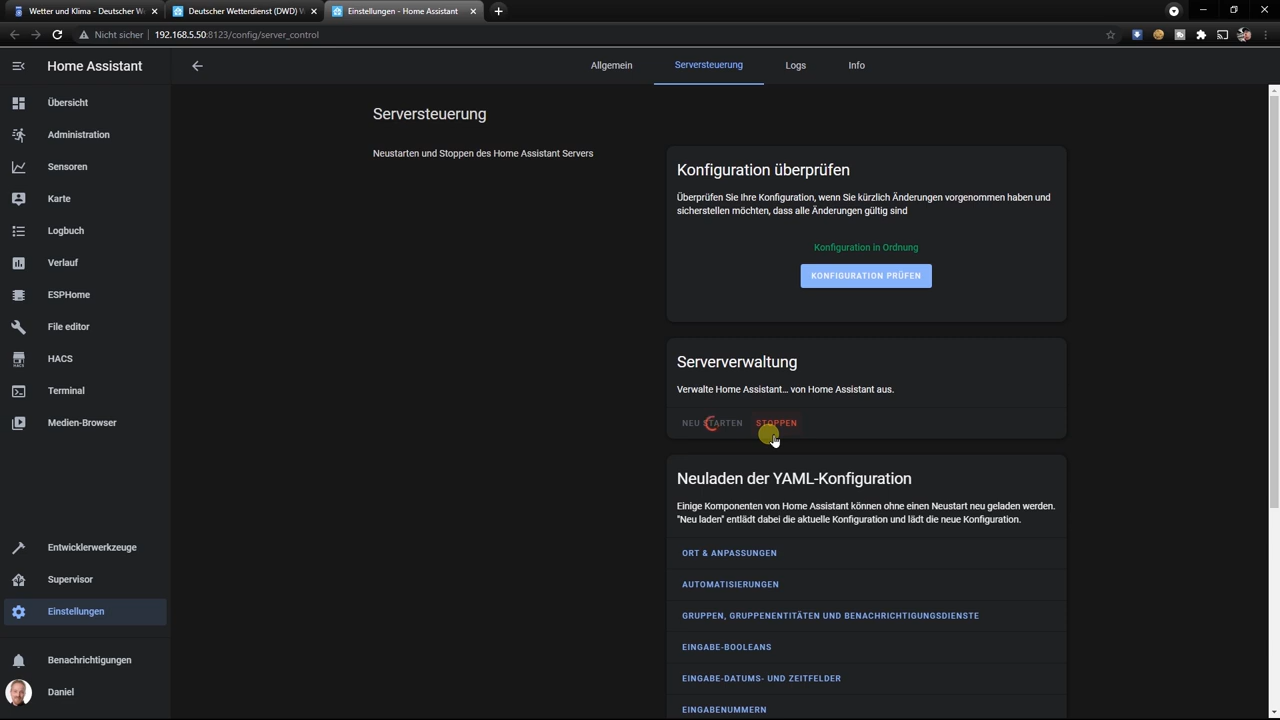 Wetter und Klima - Deutscher W
Deutscher Wetterdienst (DWD) W
Einstellungen - Home Assistant
Nicht sicher
192.168.5.50:8123/config/server_control
Home Assistant
Allgemein
Serversteuerung
Logs
Info
Übersicht
Administration
Sensoren
Karte
Logbuch
Verlauf
ESPHome
File editor
HACS
HACS
Terminal
Medien-Browser
Entwicklerwerkzeuge
Supervisor
Einstellungen
Benachrichtigungen
Daniel
Serversteuerung
Neustarten und Stoppen des Home Assistant Servers
Konfiguration überprüfen
Überprüfen Sie Ihre Konfiguration, wenn Sie kürzlich Änderungen vorgenommen haben und
sicherstellen möchten, dass alle Änderungen gültig sind
Konfiguration in Ordnung
KONFIGURATION PRÜFEN
Serververwaltung
Verwalte Home Assistant... von Home Assistant aus.
NEU STARTEN
STOPPEN
Neuladen der YAML-Konfiguration
Einige Komponenten von Home Assistant können ohne einen Neustart neu geladen werden.
"Neu laden" entlädt dabei die aktuelle Konfiguration und lädt die neue Konfiguration.
ORT & ANPASSUNGEN
AUTOMATISIERUNGEN
GRUPPEN, GRUPPENENTITÄTEN UND BENACHRICHTIGUNGSDIENSTE
EINGABE-BOOLEANS
EINGABE-DATUMS- UND ZEITFELDER
EINGABENUMMERN